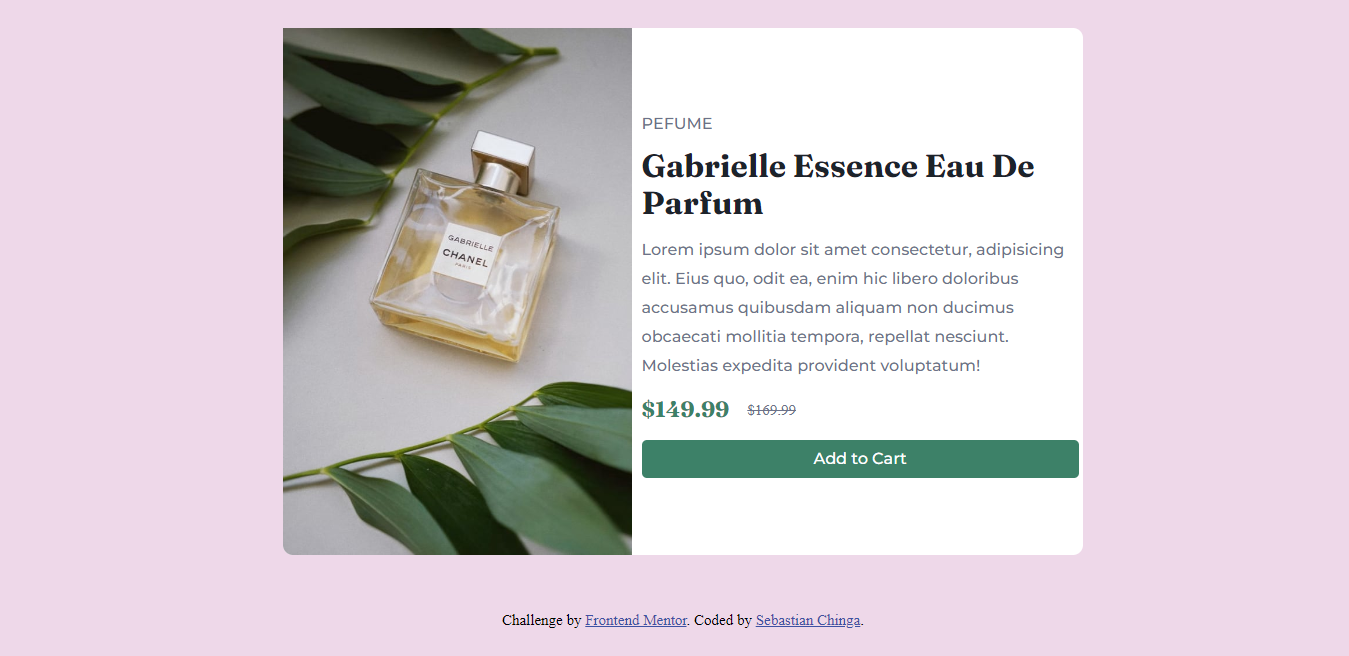 GABRIELLE
CHANEL
PARIS
PEFUME
Gabrielle Essence Eau De
Parfum
Lorem ipsum dolor sit amet consectetur, adipisicing
elit. Eius quo, odit ea, enim hic libero doloribus
accusamus quibusdam aliquam non ducimus
obcaecati mollitia tempora, repellat nesciunt.
Molestias expedita provident voluptatum!
$149.99 $169.99
Add to Cart
Challenge by Frontend Mentor. Coded by Sebastian Chinga.